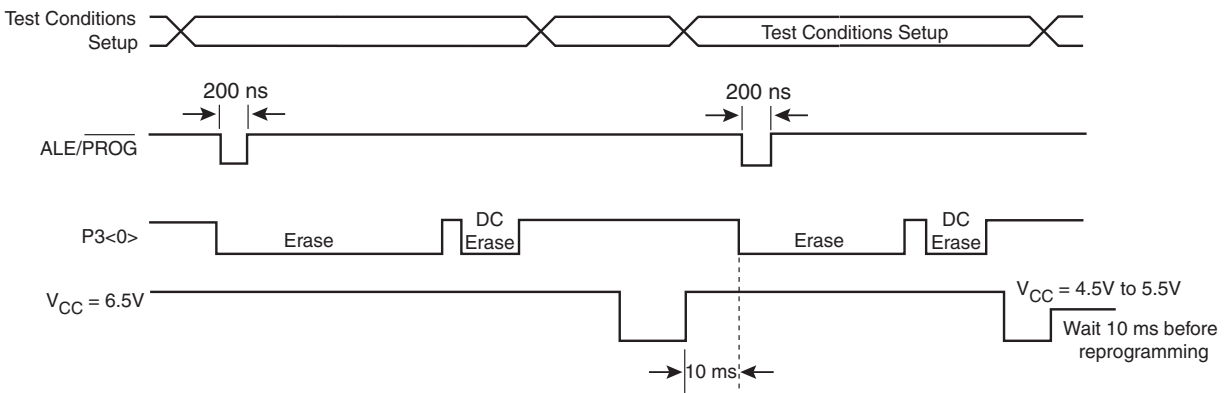 Test Conditions
Setup
Test Conditions Setup
200 ns
200 ns
ALE/PROG
P3<0>
Erase
DC
Erase
Erase
DC
Erase
VCC = 6.5V
VCC = 4.5V to 5.5V
Wait 10 ms before
reprogramming
10 ms